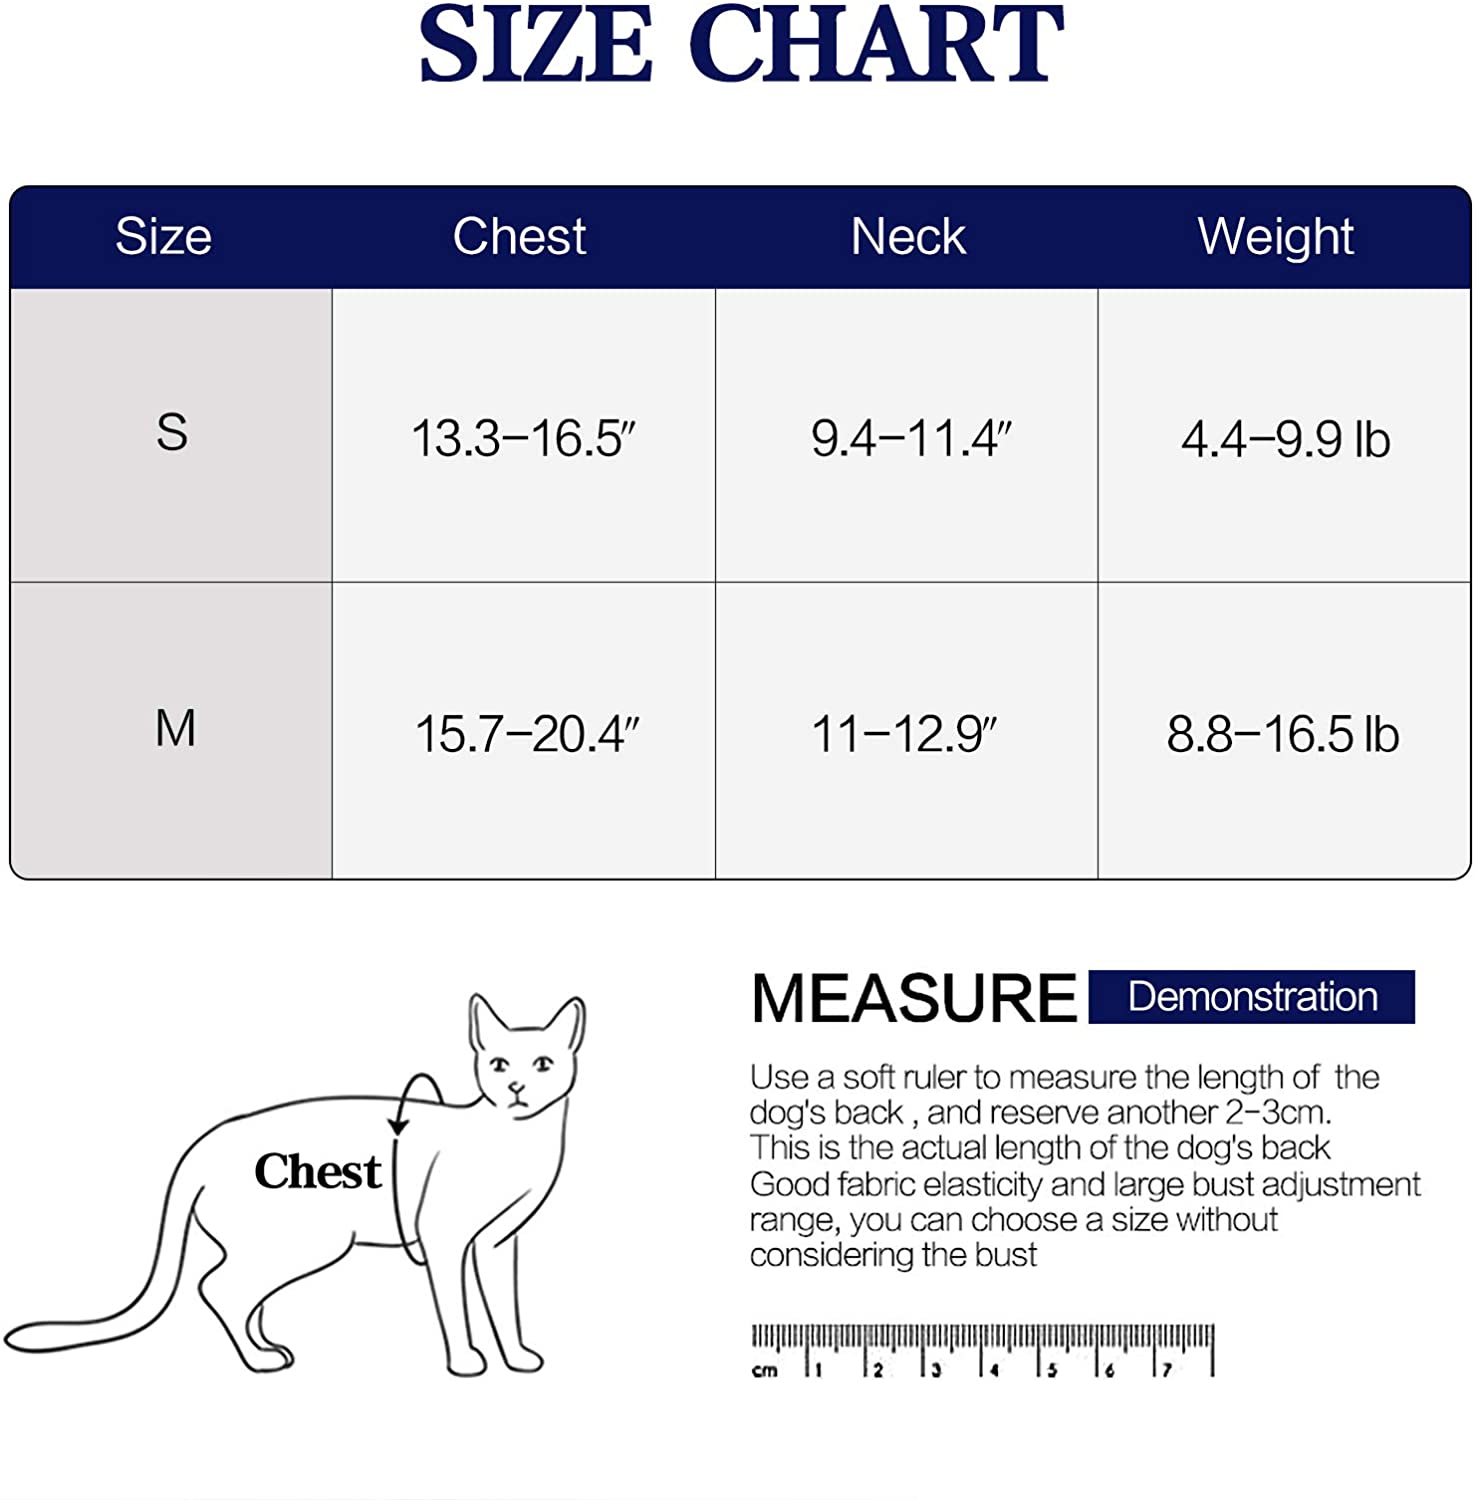 SIZE CHART
Size Chest Neck Weight
S 13.3–16.5″ 9.4–11.4″ 4.4–9.9 lb
M 15.7–20.4″ 11–12.9″ 8.8–16.5 lb
Chest
MEASURE Demonstration
Use a soft ruler to measure the length of the
dog's back , and reserve another 2–3cm.
This is the actual length of the dog's back
Good fabric elasticity and large bust adjustment
range, you can choose a size without
considering the bust
cm 1 2 3 4 5 6 7